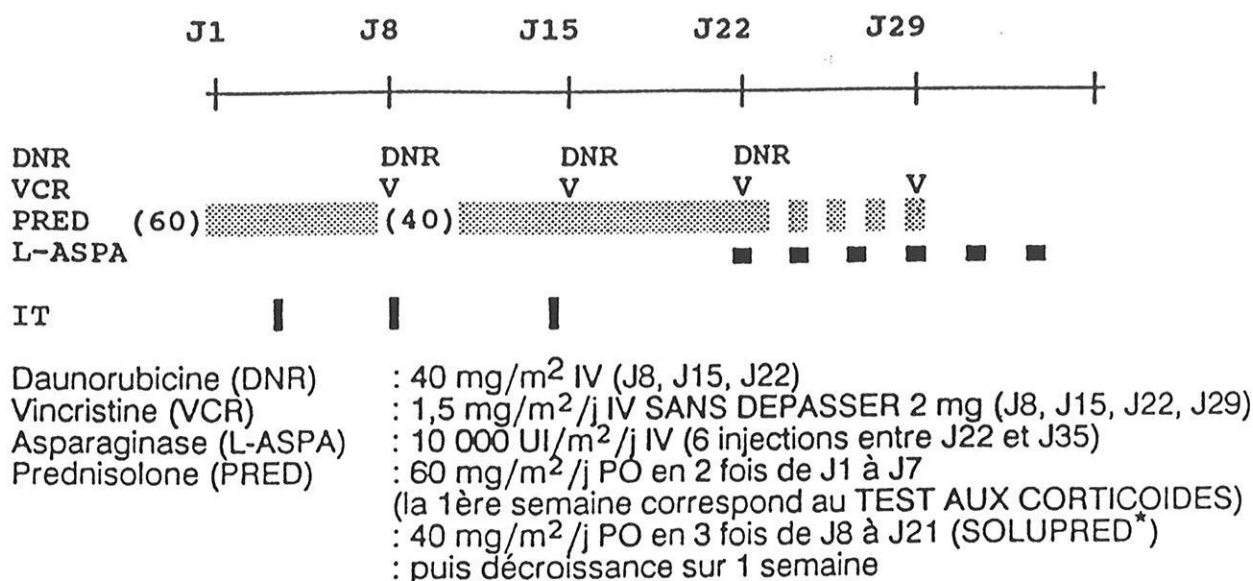 J1 J8 J15 J22 J29
DNR DNR DNR DNR
VCR V V V V
PRED (60) (40)
L-ASPA
IT
Daunorubicine (DNR) : 40 mg/m² IV (J8, J15, J22)
Vincristine (VCR) : 1,5 mg/m²/j IV SANS DEPASSER 2 mg (J8, J15, J22, J29)
Asparaginase (L-ASPA) : 10 000 UI/m²/j IV (6 injections entre J22 et J35)
Prednisolone (PRED) : 60 mg/m²/j PO en 2 fois de J1 à J7
(la 1ère semaine correspond au TEST AUX CORTICOIDES)
: 40 mg/m²/j PO en 3 fois de J8 à J21 (SOLUPRED*)
: puis décroissance sur 1 semaine